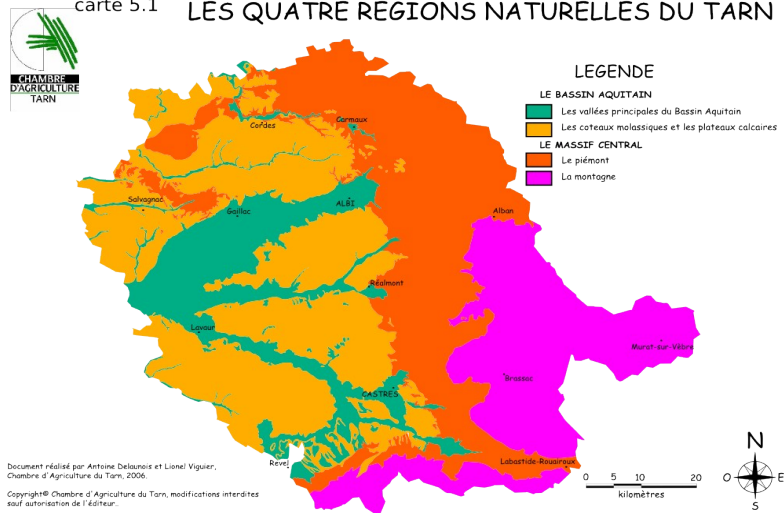 carte 5.1
LES QUATRE REGIONS NATURELLES DU TARN
CHAMBRE
D'AGRICULTURE
TARN
LEGENDE
LE BASSIN AQUITAIN
Les vallées principales du Bassin Aquitain
Les coteaux molassiques et les plateaux calcaires
LE MASSIF CENTRAL
Le piémont
La montagne
Cordes
Carmaux
Salvagnac
Gaillac
ALBI
Alban
Réalmont
Lavaur
Murat-sur-Vèbre
Brassac
CASTRES
Revel
Labastide-Rouairoux
Document réalisé par Antoine Delaunois et Lionel Viguier,
Chambre d'Agriculture du Tarn, 2006.
Copyright© Chambre d'Agriculture du Tarn, modifications interdites
sauf autorisation de l'éditeur..
0 5 10 20
kilomètres
N
O E
S